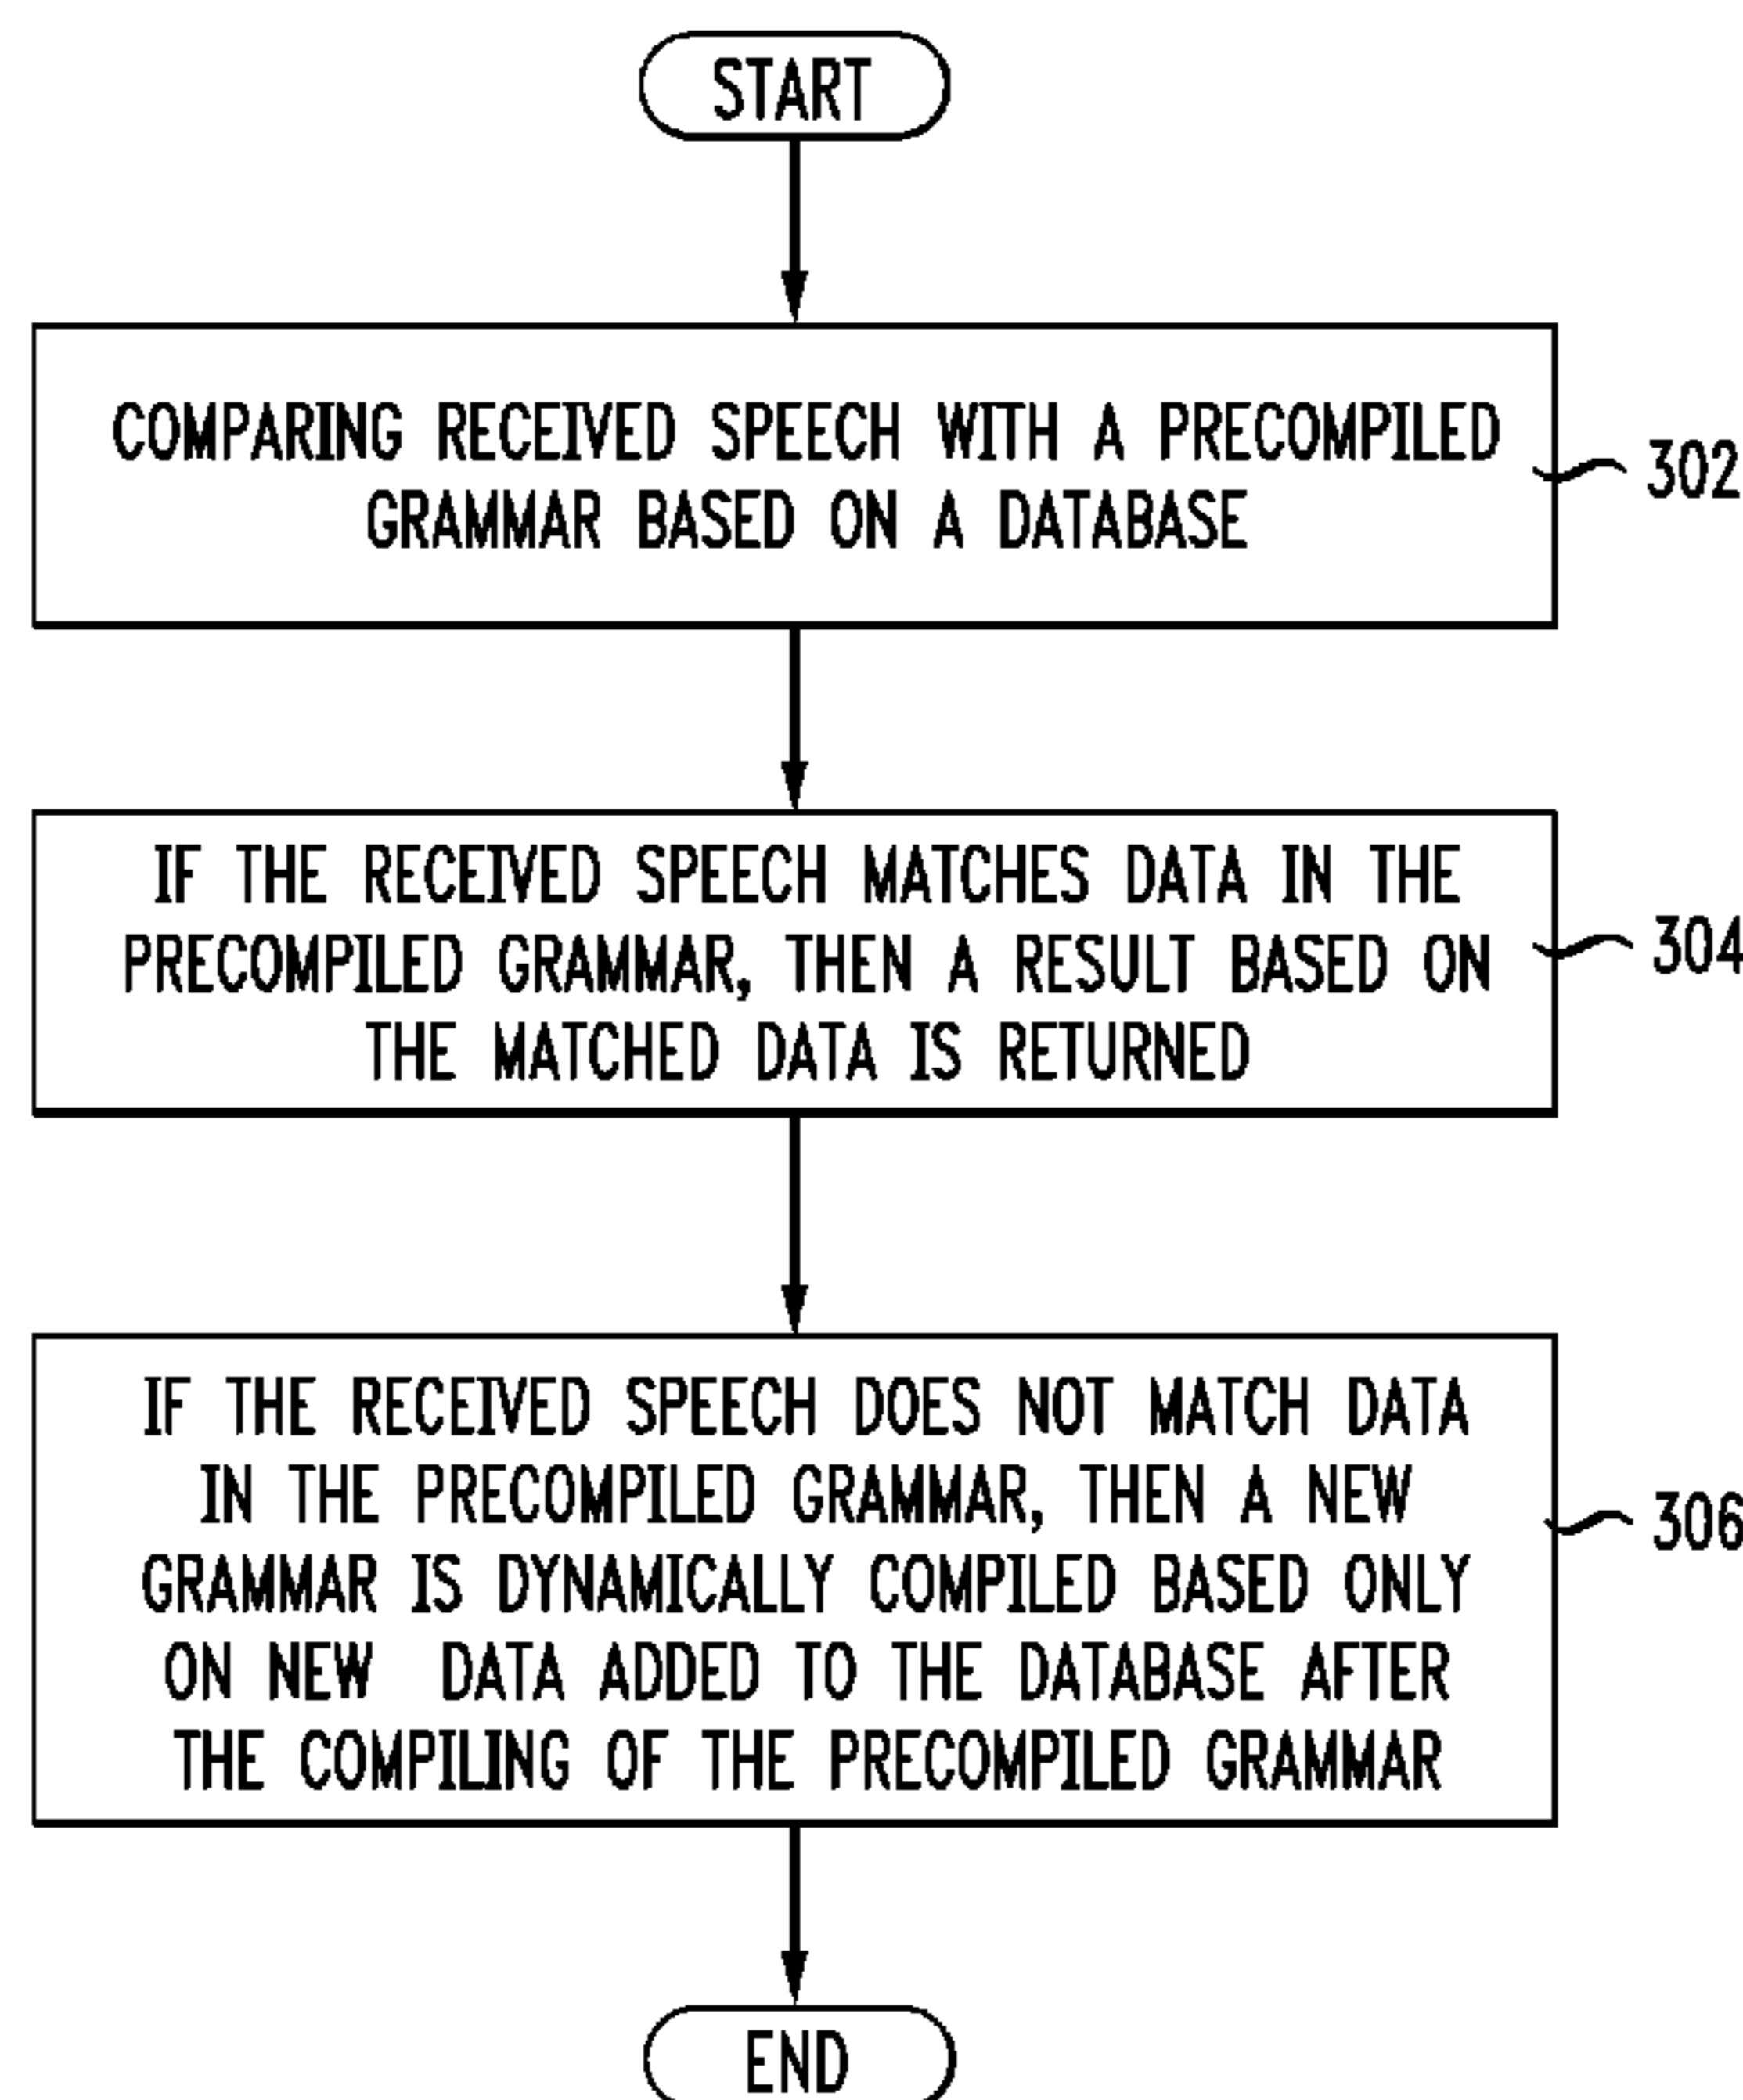 START
COMPARING RECEIVED SPEECH WITH A PRECOMPILED
GRAMMAR BASED ON A DATABASE
302
IF THE RECEIVED SPEECH MATCHES DATA IN THE
PRECOMPILED GRAMMAR, THEN A RESULT BASED ON
THE MATCHED DATA IS RETURNED
304
IF THE RECEIVED SPEECH DOES NOT MATCH DATA
IN THE PRECOMPILED GRAMMAR, THEN A NEW
GRAMMAR IS DYNAMICALLY COMPILED BASED ONLY
ON NEW DATA ADDED TO THE DATABASE AFTER
THE COMPILING OF THE PRECOMPILED GRAMMAR
306
END